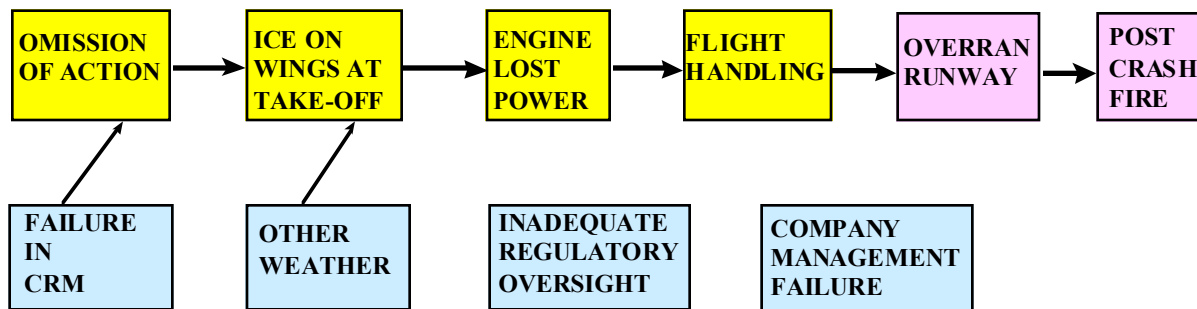 OMISSION
OF ACTION
ICE ON
WINGS AT
TAKE-OFF
ENGINE
LOST
POWER
FLIGHT
HANDLING
OVERRAN
RUNWAY
POST
CRASH
FIRE
FAILURE
IN
CRM
OTHER
WEATHER
INADEQUATE
REGULATORY
OVERSIGHT
COMPANY
MANAGEMENT
FAILURE